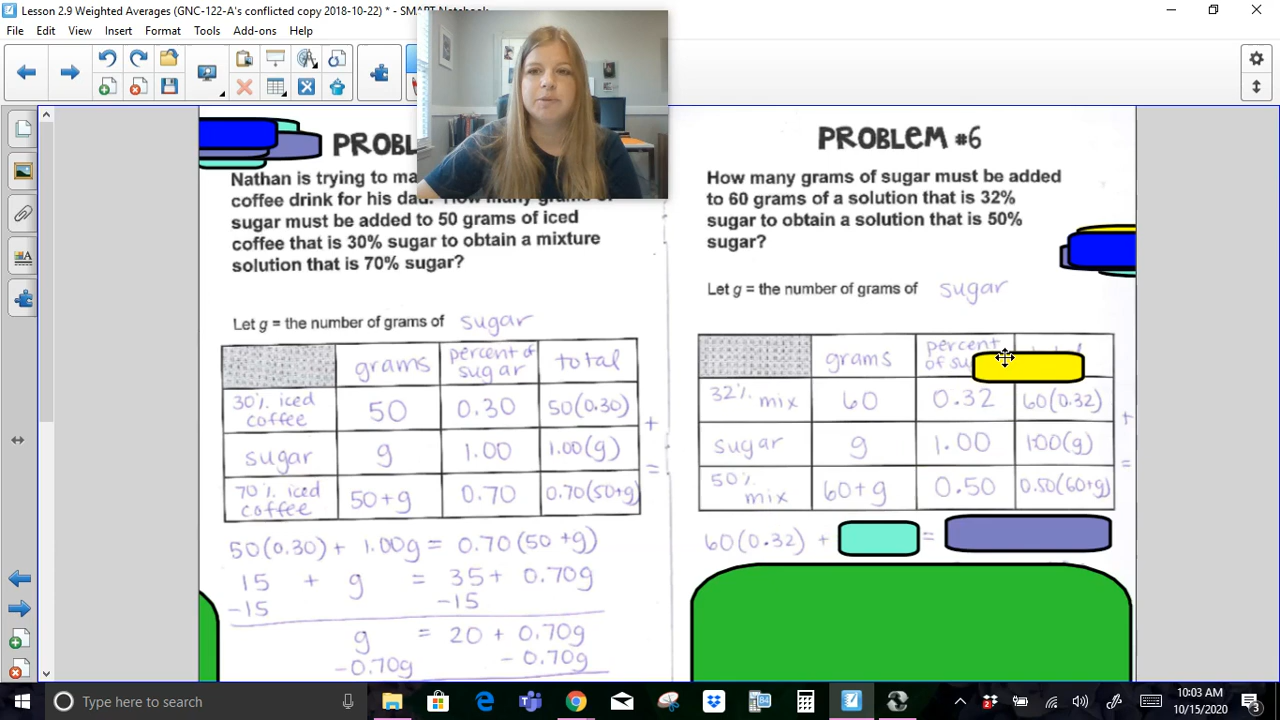 Lesson 2.9 Weighted Averages (GNC-122-A's conflicted copy 2018-10-22) * - SMART Notebook
File Edit View Insert Format Tools Add-ons Help
PROB
Nathan is trying to ma
coffee drink for his dad.
sugar must be added to 50 grams of iced
coffee that is 30% sugar to obtain a mixture
solution that is 70% sugar?
Let g = the number of grams of sugar
grams percent of sugar total
30% iced coffee 50 0.30 50(0.30)
+
sugar g 1.00 1.00(g)
=
70% iced coffee 50+g 0.70 0.70(50+g)
50(0.30) + 1.00g = 0.70(50+g)
15 + g = 35 + 0.70g
-15 -15
g = 20 + 0.70g
-0.70g - 0.70g
PROBLEM #6
How many grams of sugar must be added
to 60 grams of a solution that is 32%
sugar to obtain a solution that is 50%
sugar?
Let g = the number of grams of sugar
grams percent of su
32% mix 60 0.32 60(0.32)
+
sugar g 1.00 1.00(g)
=
50% mix 60+g 0.50 0.50(60+g)
60(0.32) + =
Type here to search
10:03 AM
10/15/2020
3